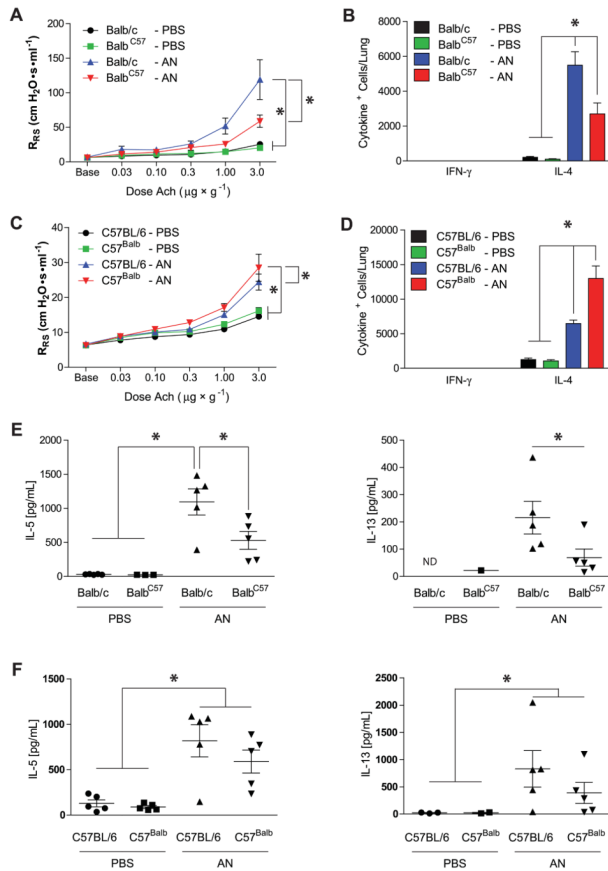 A
R_RS (cm H2O•s•ml⁻¹)
200
150
100
50
0
Base 0.03 0.10 0.3 1.00 3.0
Dose Ach (μg × g⁻¹)
Balb/c - PBS
Balb^C57 - PBS
Balb/c - AN
Balb^C57 - AN
*
*
B
Cytokine⁺ Cells/Lung
8000
6000
4000
2000
0
IFN-γ IL-4
Balb/c - PBS
Balb^C57 - PBS
Balb/c - AN
Balb^C57 - AN
*
C
R_RS (cm H2O•s•ml⁻¹)
40
30
20
10
0
Base 0.03 0.10 0.3 1.00 3.0
Dose Ach (μg × g⁻¹)
C57BL/6 - PBS
C57^Balb - PBS
C57BL/6 - AN
C57^Balb - AN
*
*
D
Cytokine⁺ Cells/Lung
20000
15000
10000
5000
0
IFN-γ IL-4
C57BL/6 - PBS
C57^Balb - PBS
C57BL/6 - AN
C57^Balb - AN
*
E
IL-5 [pg/mL]
2000
1500
1000
500
0
* *
Balb/c Balb^C57 Balb/c Balb^C57
PBS AN
IL-13 [pg/mL]
600
400
200
0
ND
*
Balb/c Balb^C57 Balb/c Balb^C57
PBS AN
F
IL-5 [pg/mL]
1500
1000
500
0
*
C57BL/6 C57^Balb C57BL/6 C57^Balb
PBS AN
IL-13 [pg/mL]
2500
2000
1500
1000
500
0
*
C57BL/6 C57^Balb C57BL/6 C57^Balb
PBS AN